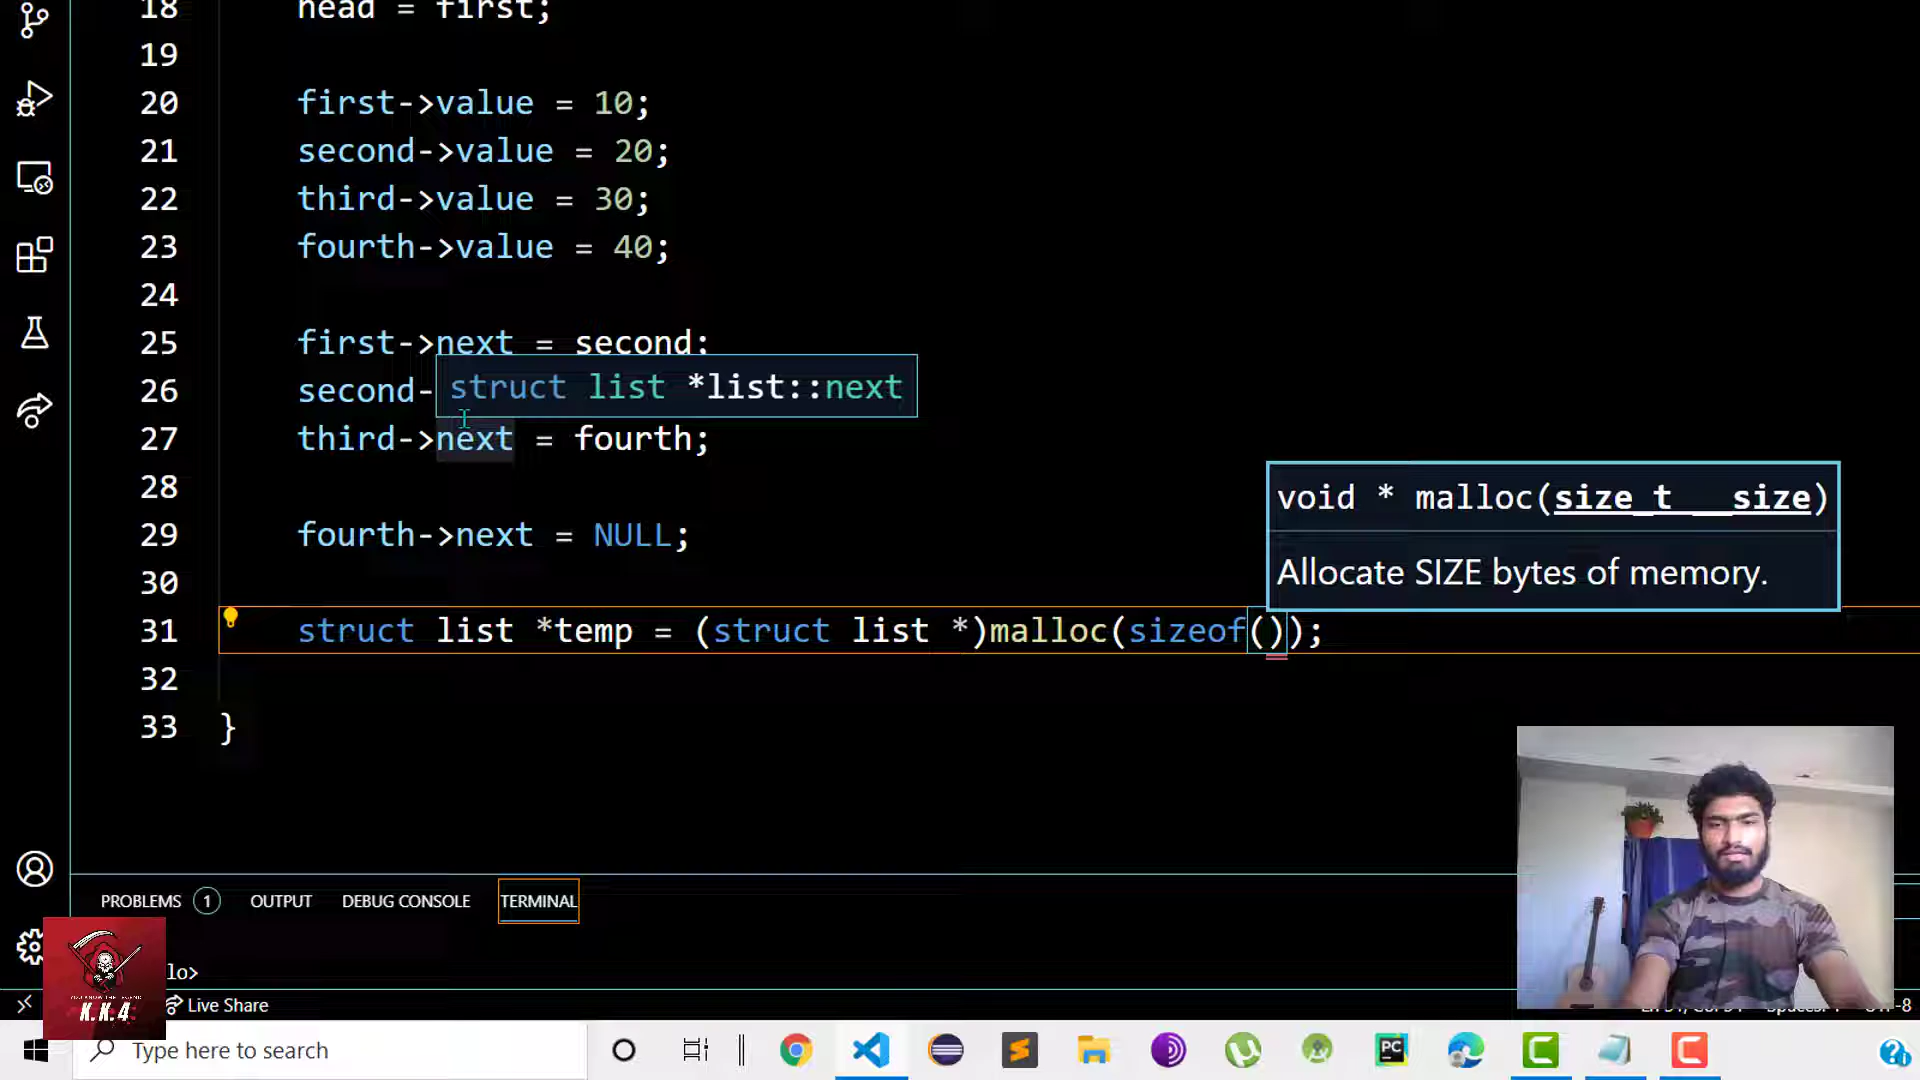 18 head = first;
19
20 first->value = 10;
21 second->value = 20;
22 third->value = 30;
23 fourth->value = 40;
24
25 first->next = second;
26 second-
struct list *list::next
27 third->next = fourth;
28
void * malloc(size_t __size)
29 fourth->next = NULL;
Allocate SIZE bytes of memory.
30
31 struct list *temp = (struct list *)malloc(sizeof());
32
33 }
PROBLEMS 1 OUTPUT DEBUG CONSOLE TERMINAL
lo>
K.K.4
Live Share
Type here to search
PC